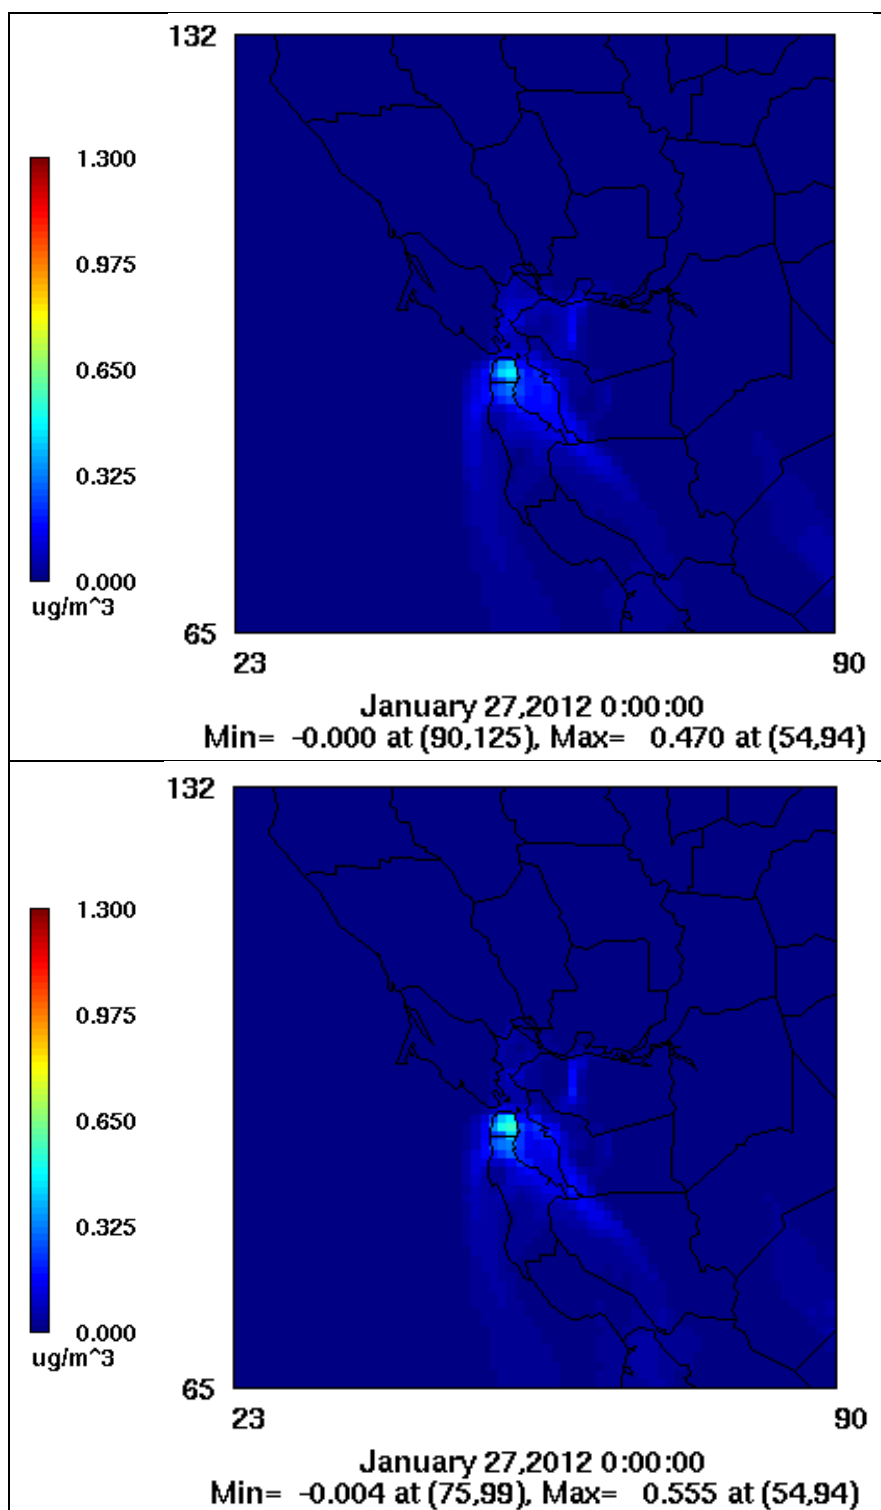 132
1.300
0.975
0.650
0.325
0.000
ug/m^3
65
23 90
January 27,2012 0:00:00
Min= -0.000 at (90,125), Max= 0.470 at (54,94)
132
1.300
0.975
0.650
0.325
0.000
ug/m^3
65
23 90
January 27,2012 0:00:00
Min= -0.004 at (75,99), Max= 0.555 at (54,94)